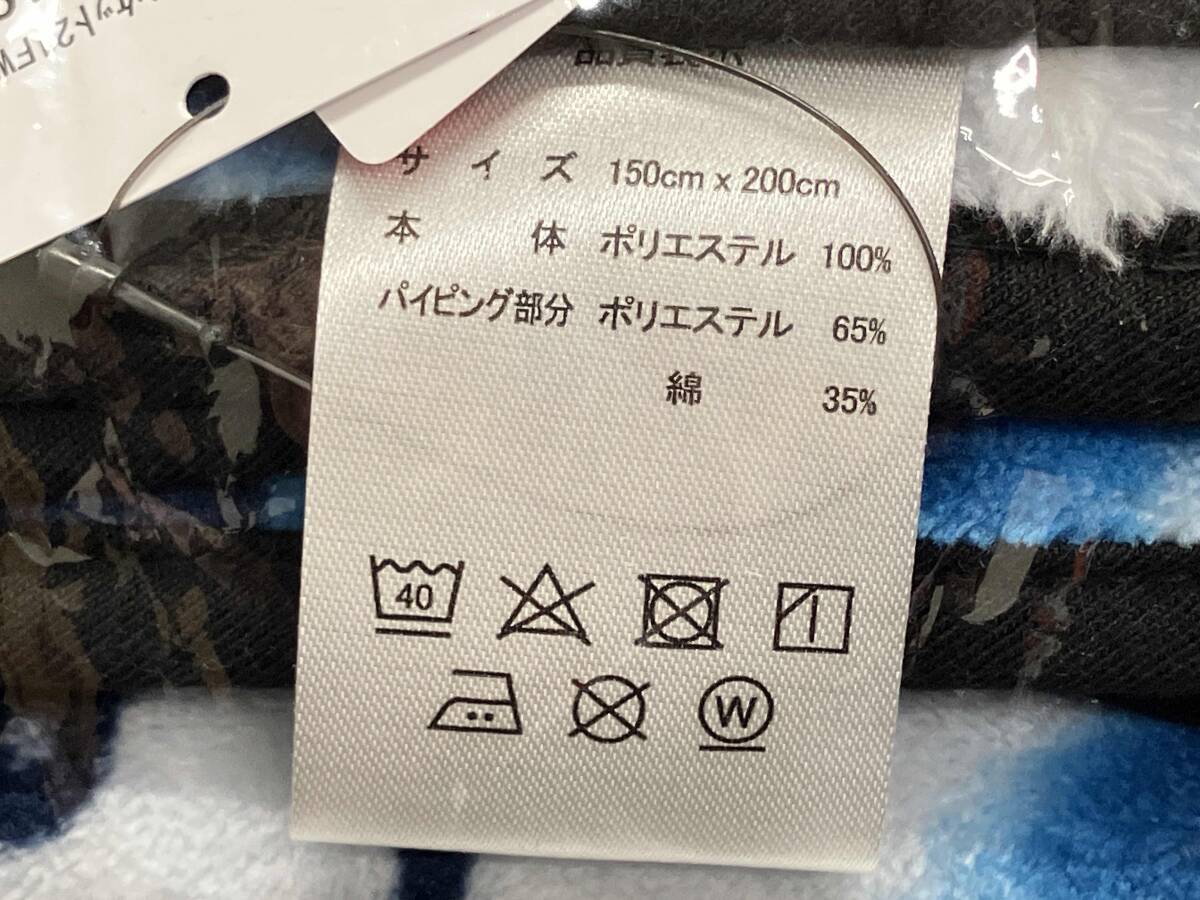 サイズ 150cm x 200cm
本体 ポリエステル 100%
パイピング部分 ポリエステル 65%
綿 35%
40
W